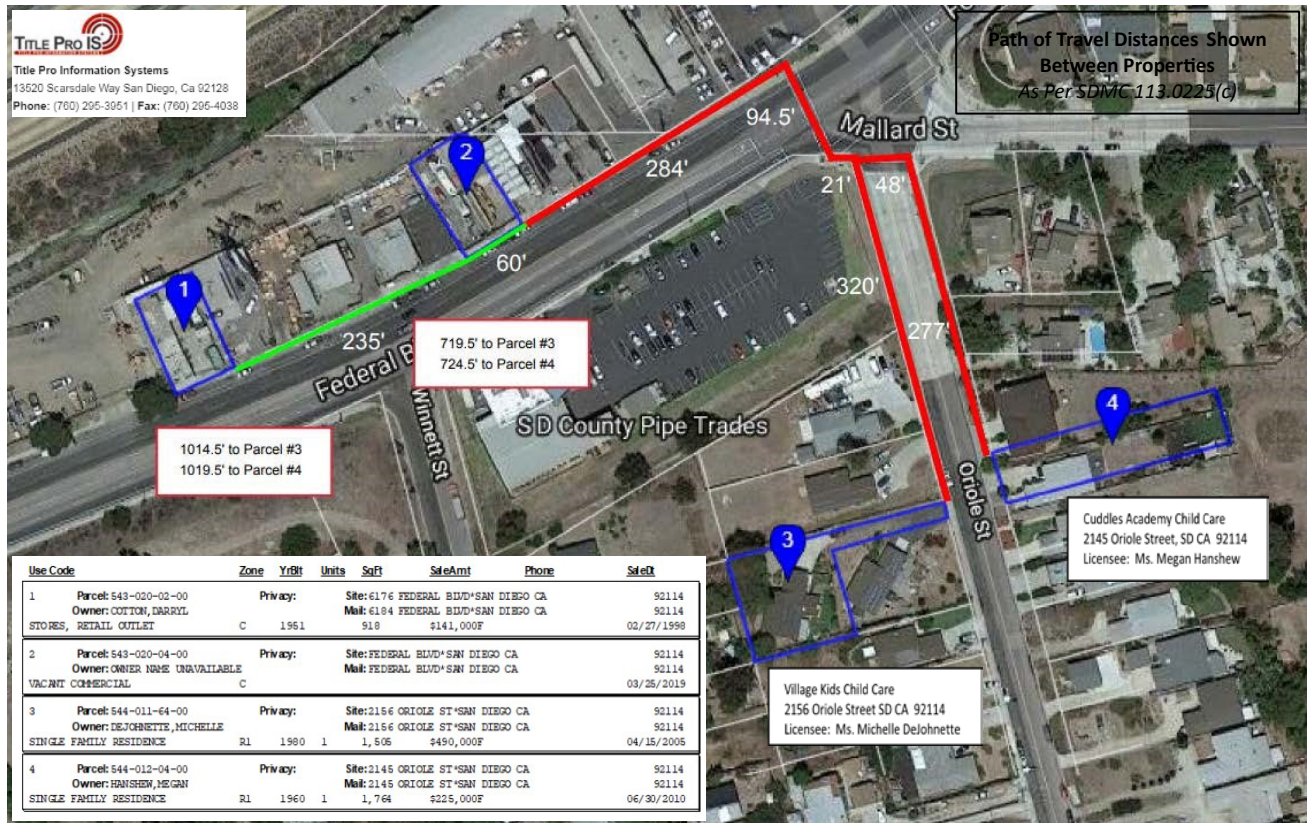 TITLE PRO IS
TITLE PRO INFORMATION SYSTEMS
Title Pro Information Systems
13520 Scarsdale Way San Diego, Ca 92128
Phone: (760) 295-3951 | Fax: (760) 295-4038
Path of Travel Distances Shown
Between Properties
As Per SDMC 113.0225(c)
94.5'
Mallard St
2
284'
21'
48'
60'
1
320'
277'
235'
Federal B
719.5' to Parcel #3
724.5' to Parcel #4
Winnett St
SD County Pipe Trades
4
1014.5' to Parcel #3
1019.5' to Parcel #4
Oriole St
3
Cuddles Academy Child Care
2145 Oriole Street, SD CA 92114
Licensee: Ms. Megan Hanshew
Village Kids Child Care
2156 Oriole Street SD CA 92114
Licensee: Ms. Michelle DeJohnette
Use Code Zone YrBlt Units SqFt SaleAmt Phone SaleDt
1 Parcel: 543-020-02-00 Privacy: Site: 6176 FEDERAL BLVD*SAN DIEGO CA 92114
Owner: COTTON,DARRYL Mail: 6184 FEDERAL BLVD*SAN DIEGO CA 92114
STORES, RETAIL OUTLET C 1951 918 $141,000F 02/27/1998
2 Parcel: 543-020-04-00 Privacy: Site: FEDERAL BLVD*SAN DIEGO CA 92114
Owner: OWNER NAME UNAVAILABLE Mail: FEDERAL BLVD*SAN DIEGO CA 92114
VACANT COMMERCIAL C 03/25/2019
3 Parcel: 544-011-64-00 Privacy: Site: 2156 ORIOLE ST*SAN DIEGO CA 92114
Owner: DEJOHNETTE,MICHELLE Mail: 2156 ORIOLE ST*SAN DIEGO CA 92114
SINGLE FAMILY RESIDENCE R1 1980 1 1,505 $490,000F 04/15/2005
4 Parcel: 544-012-04-00 Privacy: Site: 2145 ORIOLE ST*SAN DIEGO CA 92114
Owner: HANSHEW,MEGAN Mail: 2145 ORIOLE ST*SAN DIEGO CA 92114
SINGLE FAMILY RESIDENCE R1 1960 1 1,764 $225,000F 06/30/2010